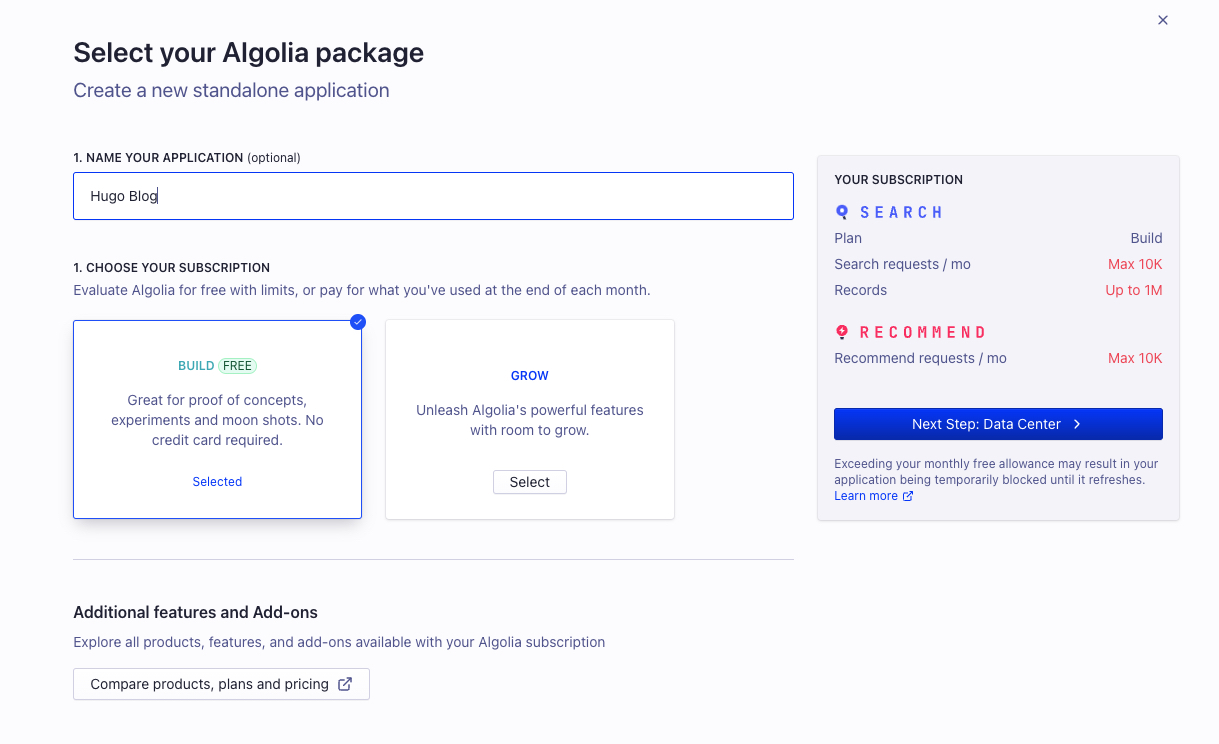 Select your Algolia package
Create a new standalone application
1. NAME YOUR APPLICATION (optional)
Hugo Blog
1. CHOOSE YOUR SUBSCRIPTION
Evaluate Algolia for free with limits, or pay for what you've used at the end of each month.
BUILD FREE
Great for proof of concepts,
experiments and moon shots. No
credit card required.
Selected
GROW
Unleash Algolia's powerful features
with room to grow.
Select
Additional features and Add-ons
Explore all products, features, and add-ons available with your Algolia subscription
Compare products, plans and pricing
YOUR SUBSCRIPTION
SEARCH
Plan Build
Search requests / mo Max 10K
Records Up to 1M
RECOMMEND
Recommend requests / mo Max 10K
Next Step: Data Center
Exceeding your monthly free allowance may result in your
application being temporarily blocked until it refreshes.
Learn more